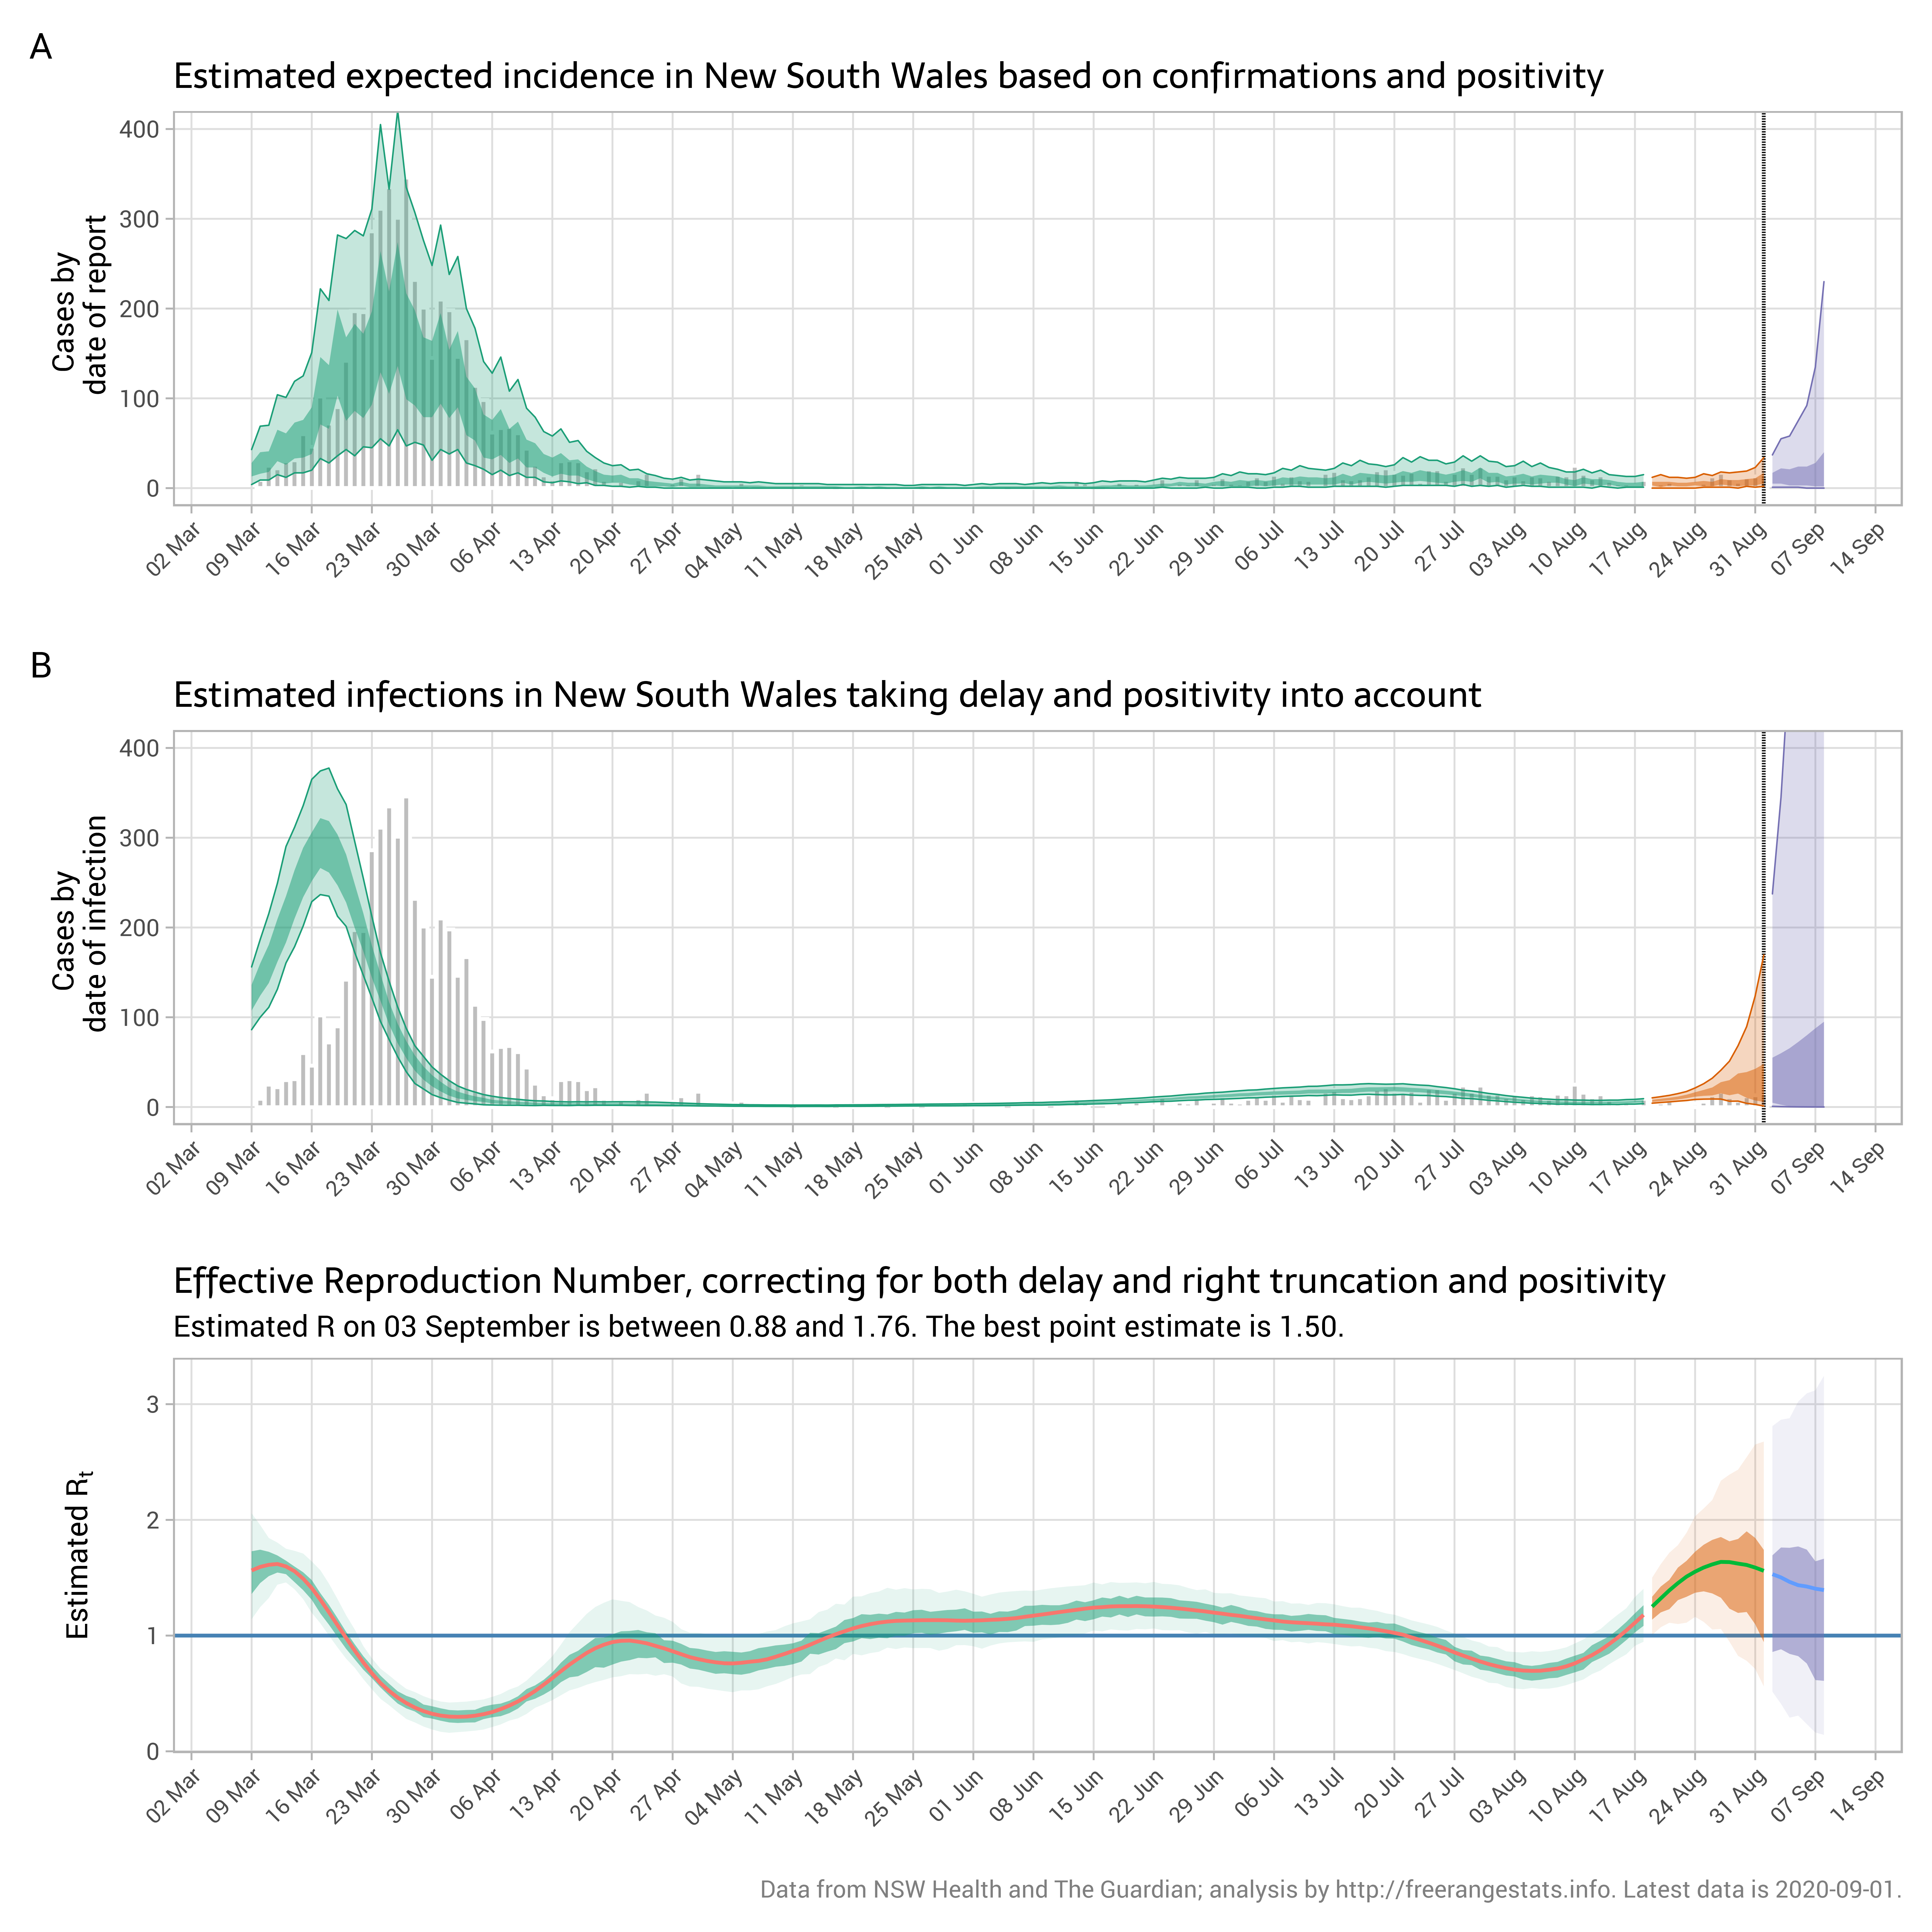 A
Estimated expected incidence in New South Wales based on confirmations and positivity
Cases by
date of report
400
300
200
100
0
02 Mar 09 Mar 16 Mar 23 Mar 30 Mar 06 Apr 13 Apr 20 Apr 27 Apr 04 May 11 May 18 May 25 May 01 Jun 08 Jun 15 Jun 22 Jun 29 Jun 06 Jul 13 Jul 20 Jul 27 Jul 03 Aug 10 Aug 17 Aug 24 Aug 31 Aug 07 Sep 14 Sep
B
Estimated infections in New South Wales taking delay and positivity into account
Cases by
date of infection
400
300
200
100
0
02 Mar 09 Mar 16 Mar 23 Mar 30 Mar 06 Apr 13 Apr 20 Apr 27 Apr 04 May 11 May 18 May 25 May 01 Jun 08 Jun 15 Jun 22 Jun 29 Jun 06 Jul 13 Jul 20 Jul 27 Jul 03 Aug 10 Aug 17 Aug 24 Aug 31 Aug 07 Sep 14 Sep
Effective Reproduction Number, correcting for both delay and right truncation and positivity
Estimated R on 03 September is between 0.88 and 1.76. The best point estimate is 1.50.
Estimated Rt
3
2
1
0
02 Mar 09 Mar 16 Mar 23 Mar 30 Mar 06 Apr 13 Apr 20 Apr 27 Apr 04 May 11 May 18 May 25 May 01 Jun 08 Jun 15 Jun 22 Jun 29 Jun 06 Jul 13 Jul 20 Jul 27 Jul 03 Aug 10 Aug 17 Aug 24 Aug 31 Aug 07 Sep 14 Sep
Data from NSW Health and The Guardian; analysis by http://freerangestats.info. Latest data is 2020-09-01.